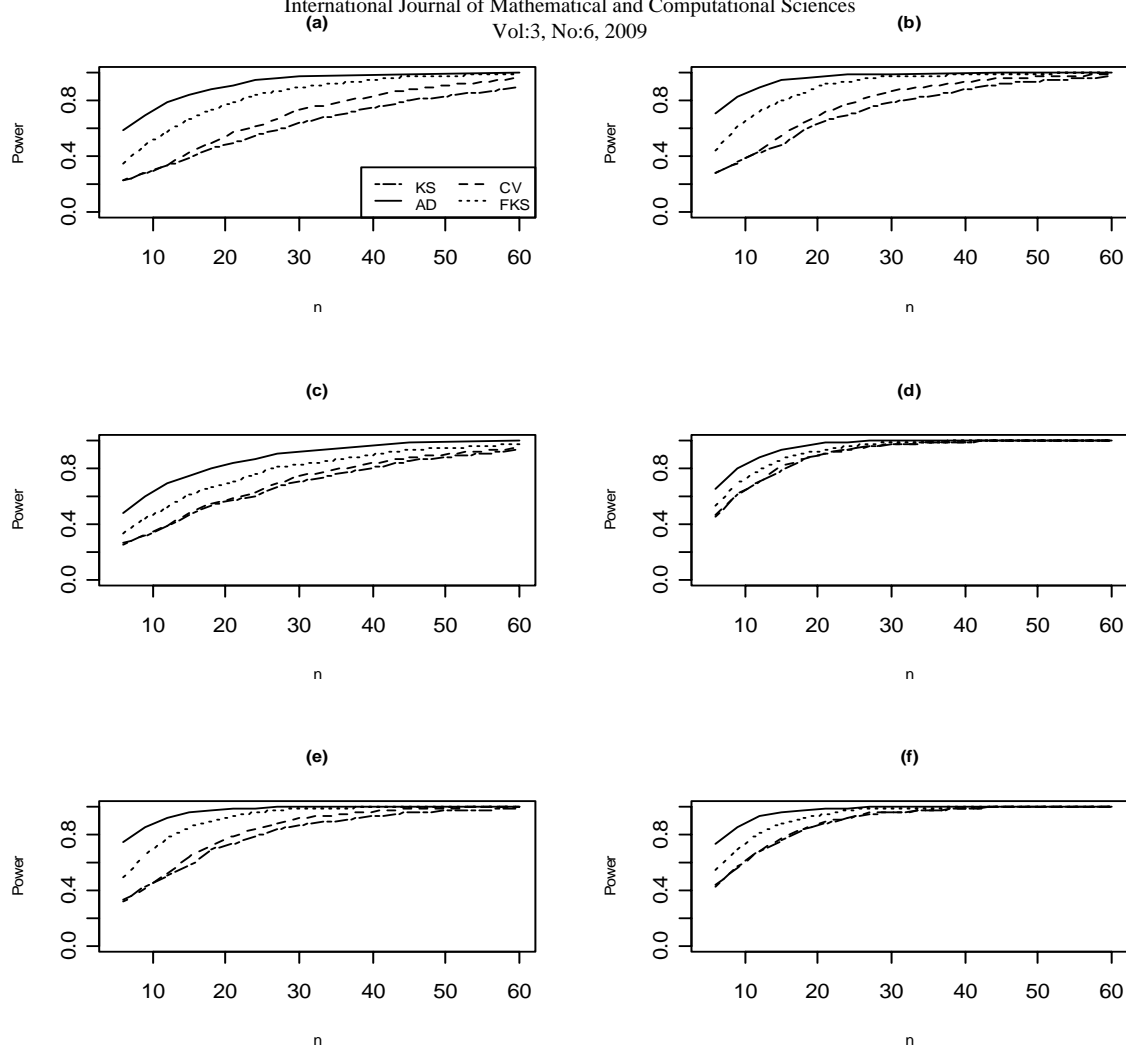 International Journal of Mathematical and Computational Sciences
Vol:3, No:6, 2009
(a)
Power
0.0 0.4 0.8
KS CV
AD FKS
10 20 30 40 50 60
n
(b)
Power
0.0 0.4 0.8
10 20 30 40 50 60
n
(c)
Power
0.0 0.4 0.8
10 20 30 40 50 60
n
(d)
Power
0.0 0.4 0.8
10 20 30 40 50 60
n
(e)
Power
0.0 0.4 0.8
10 20 30 40 50 60
n
(f)
Power
0.0 0.4 0.8
10 20 30 40 50 60
n